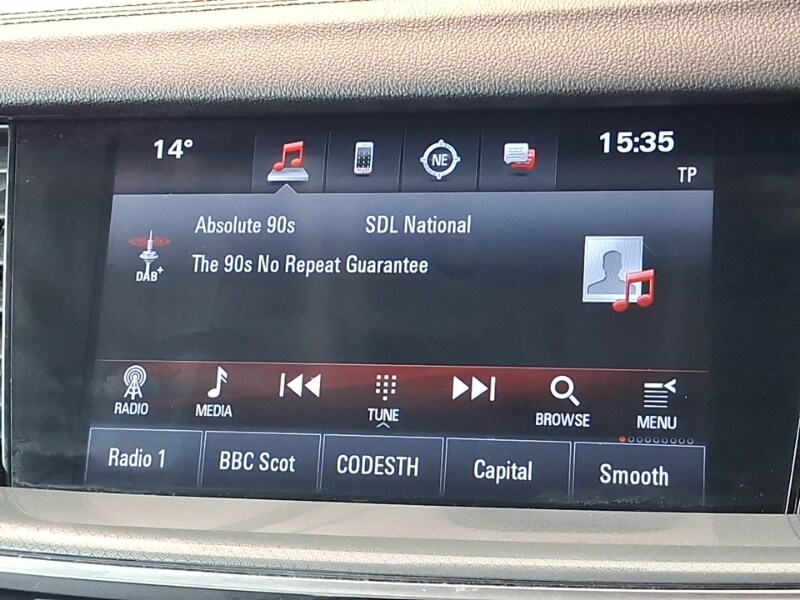 14°
NE
15:35
TP
Absolute 90s SDL National
The 90s No Repeat Guarantee
DAB+
RADIO MEDIA TUNE BROWSE MENU
Radio 1 BBC Scot CODESTH Capital Smooth